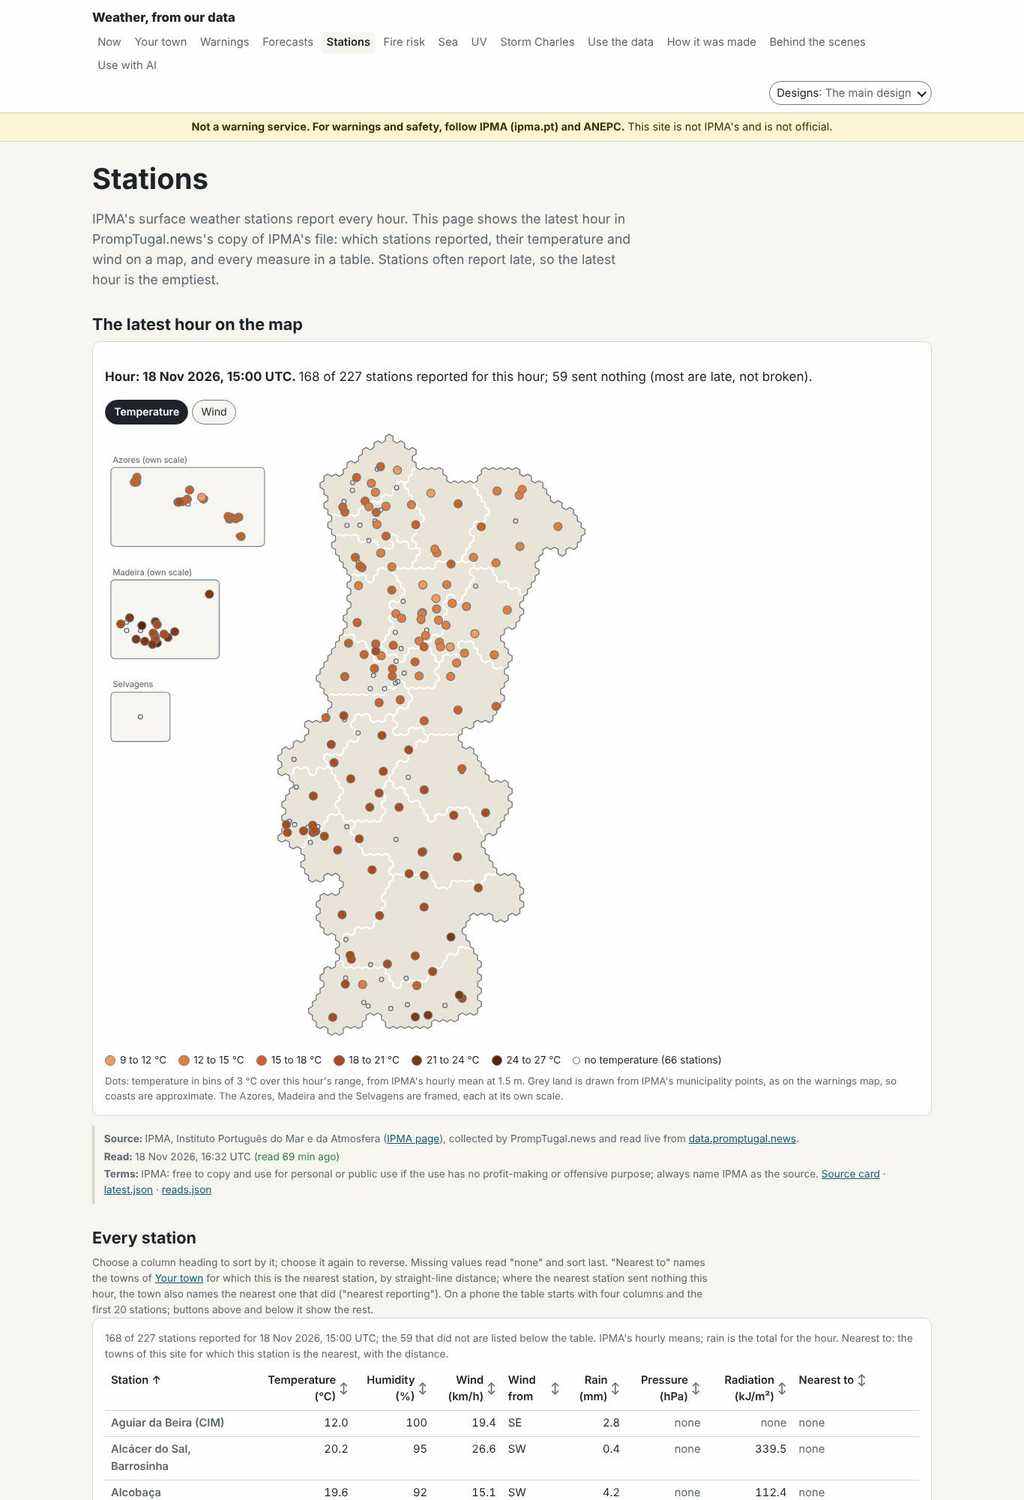 Weather, from our data
Now Your town Warnings Forecasts Stations Fire risk Sea UV Storm Charles Use the data How it was made Behind the scenes
Use with AI
Designs: The main design
Not a warning service. For warnings and safety, follow IPMA (ipma.pt) and ANEPC. This site is not IPMA's and is not official.
Stations
IPMA's surface weather stations report every hour. This page shows the latest hour in
PrompTugal.news's copy of IPMA's file: which stations reported, their temperature and
wind on a map, and every measure in a table. Stations often report late, so the latest
hour is the emptiest.
The latest hour on the map
Hour: 18 Nov 2026, 15:00 UTC. 168 of 227 stations reported for this hour; 59 sent nothing (most are late, not broken).
Temperature Wind
Azores (own scale)
Madeira (own scale)
Selvagens
9 to 12 °C 12 to 15 °C 15 to 18 °C 18 to 21 °C 21 to 24 °C 24 to 27 °C no temperature (66 stations)
Dots: temperature in bins of 3 °C over this hour's range, from IPMA's hourly mean at 1.5 m. Grey land is drawn from IPMA's municipality points, as on the warnings map, so
coasts are approximate. The Azores, Madeira and the Selvagens are framed, each at its own scale.
Source: IPMA, Instituto Português do Mar e da Atmosfera (IPMA page), collected by PrompTugal.news and read live from data.promptugal.news.
Read: 18 Nov 2026, 16:32 UTC (read 69 min ago)
Terms: IPMA: free to copy and use for personal or public use if the use has no profit-making or offensive purpose; always name IPMA as the source. Source card ·
latest.json · reads.json
Every station
Choose a column heading to sort by it; choose it again to reverse. Missing values read "none" and sort last. "Nearest to" names
the towns of Your town for which this is the nearest station, by straight-line distance; where the nearest station sent nothing this
hour, the town also names the nearest one that did ("nearest reporting"). On a phone the table starts with four columns and the
first 20 stations; buttons above and below it show the rest.
168 of 227 stations reported for 18 Nov 2026, 15:00 UTC; the 59 that did not are listed below the table. IPMA's hourly means; rain is the total for the hour. Nearest to: the
towns of this site for which this station is the nearest, with the distance.
Station ↑ Temperature (°C) ↕ Humidity (%) ↕ Wind (km/h) ↕ Wind from ↕ Rain (mm) ↕ Pressure (hPa) ↕ Radiation (kJ/m²) ↕ Nearest to ↕
Aguiar da Beira (CIM) 12.0 100 19.4 SE 2.8 none none none
Alcácer do Sal, Barrosinha 20.2 95 26.6 SW 0.4 none 339.5 none
Alcobaça 19.6 92 15.1 SW 4.2 none 112.4 none